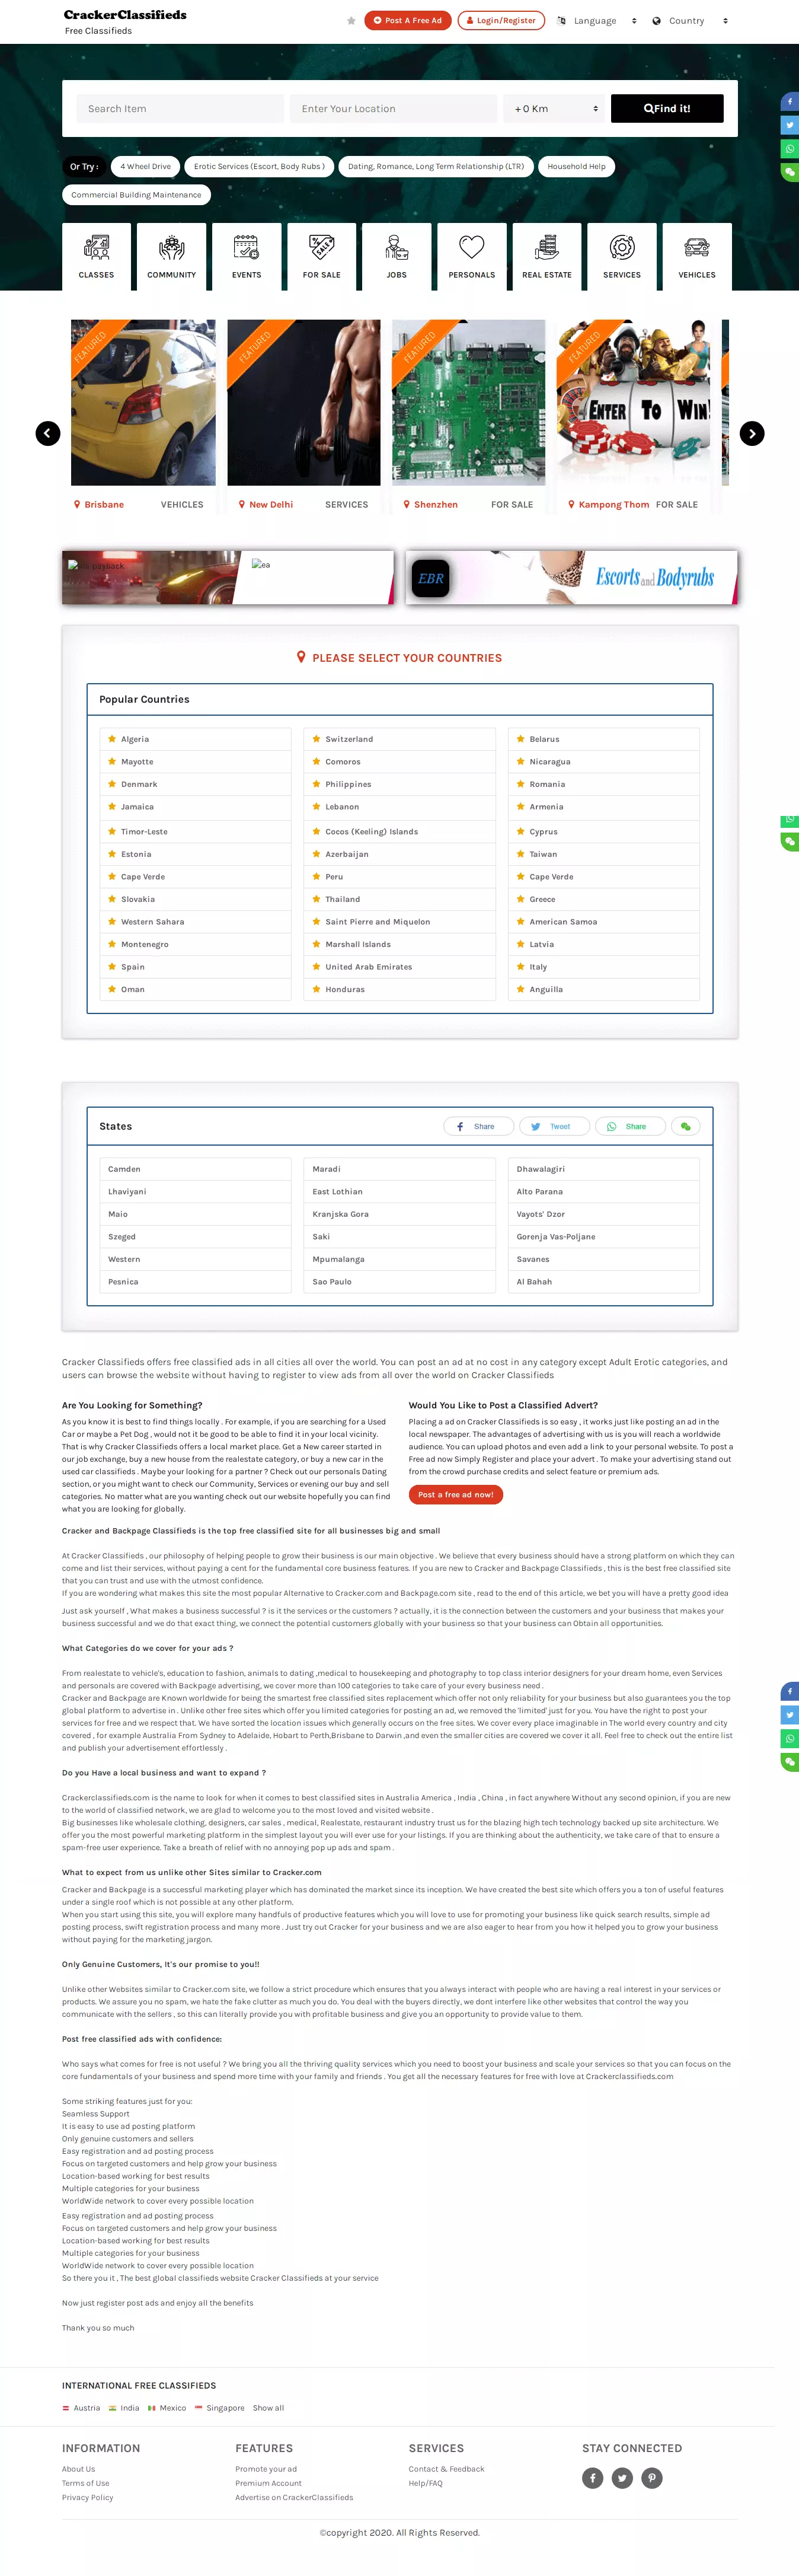 CrackerClassifieds
Free Classifieds
Post A Free Ad
Login/Register
Language
Country
Search Item
Enter Your Location
+ 0 Km
Find it!
Or Try :
4 Wheel Drive
Erotic Services (Escort, Body Rubs )
Dating, Romance, Long Term Relationship (LTR)
Household Help
Commercial Building Maintenance
CLASSES
COMMUNITY
EVENTS
FOR SALE
JOBS
PERSONALS
REAL ESTATE
SERVICES
VEHICLES
FEATURED
FEATURED
FEATURED
FEATURED
ENTER TO WIN!
Brisbane VEHICLES
New Delhi SERVICES
Shenzhen FOR SALE
Kampong Thom FOR SALE
payback
ea
EBR
Escorts and Bodyrubs
PLEASE SELECT YOUR COUNTRIES
Popular Countries
Algeria Switzerland Belarus
Mayotte Comoros Nicaragua
Denmark Philippines Romania
Jamaica Lebanon Armenia
Timor-Leste Cocos (Keeling) Islands Cyprus
Estonia Azerbaijan Taiwan
Cape Verde Peru Cape Verde
Slovakia Thailand Greece
Western Sahara Saint Pierre and Miquelon American Samoa
Montenegro Marshall Islands Latvia
Spain United Arab Emirates Italy
Oman Honduras Anguilla
States
Share
Tweet
Share
Camden Maradi Dhawalagiri
Lhaviyani East Lothian Alto Parana
Maio Kranjska Gora Vayots' Dzor
Szeged Saki Gorenja Vas-Poljane
Western Mpumalanga Savanes
Pesnica Sao Paulo Al Bahah
Cracker Classifieds offers free classified ads in all cities all over the world. You can post an ad at no cost in any category except Adult Erotic categories, and
users can browse the website without having to register to view ads from all over the world on Cracker Classifieds
Are You Looking for Something?
As you know it is best to find things locally . For example, if you are searching for a Used
Car or maybe a Pet Dog , would not it be good to be able to find it in your local vicinity.
That is why Cracker Classifieds offers a local market place. Get a New career started in
our job exchange, buy a new house from the realestate category, or buy a new car in the
used car classifieds . Maybe your looking for a partner ? Check out our personals Dating
section, or you might want to check our Community, Services or evening our buy and sell
categories. No matter what are you wanting check out our website hopefully you can find
what you are looking for globally.
Would You Like to Post a Classified Advert?
Placing a ad on Cracker Classifieds is so easy , it works just like posting an ad in the
local newspaper. The advantages of advertising with us is you will reach a worldwide
audience. You can upload photos and even add a link to your personal website. To post a
Free ad now Simply Register and place your advert . To make your advertising stand out
from the crowd purchase credits and select feature or premium ads.
Post a free ad now!
Cracker and Backpage Classifieds is the top free classified site for all businesses big and small
At Cracker Classifieds , our philosophy of helping people to grow their business is our main objective . We believe that every business should have a strong platform on which they can
come and list their services, without paying a cent for the fundamental core business features. If you are new to Cracker and Backpage Classifieds , this is the best free classified site
that you can trust and use with the utmost confidence.
If you are wondering what makes this site the most popular Alternative to Cracker.com and Backpage.com site , read to the end of this article, we bet you will have a pretty good idea
Just ask yourself , What makes a business successful ? is it the services or the customers ? actually, it is the connection between the customers and your business that makes your
business successful and we do that exact thing, we connect the potential customers globally with your business so that your business can Obtain all opportunities.
What Categories do we cover for your ads ?
From realestate to vehicle's, education to fashion, animals to dating ,medical to housekeeping and photography to top class interior designers for your dream home, even Services
and personals are covered with Backpage advertising, we cover more than 100 categories to take care of your every business need .
Cracker and Backpage are Known worldwide for being the smartest free classified sites replacement which offer not only reliability for your business but also guarantees you the top
global platform to advertise in . Unlike other free sites which offer you limited categories for posting an ad, we removed the 'limited' just for you. You have the right to post your
services for free and we respect that. We have sorted the location issues which generally occurs on the free sites. We cover every place imaginable in The world every country and city
covered , for example Australia From Sydney to Adelaide, Hobart to Perth,Brisbane to Darwin ,and even the smaller cities are covered we cover it all. Feel free to check out the entire list
and publish your advertisement effortlessly .
Do you Have a local business and want to expand ?
Crackerclassifieds.com is the name to look for when it comes to best classified sites in Australia America , India , China , in fact anywhere Without any second opinion, if you are new
to the world of classified network, we are glad to welcome you to the most loved and visited website .
Big businesses like wholesale clothing, designers, car sales , medical, Realestate, restaurant industry trust us for the blazing high tech technology backed up site architecture. We
offer you the most powerful marketing platform in the simplest layout you will ever use for your listings. If you are thinking about the authenticity, we take care of that to ensure a
spam-free user experience. Take a breath of relief with no annoying pop up ads and spam .
What to expect from us unlike other Sites similar to Cracker.com
Cracker and Backpage is a successful marketing player which has dominated the market since its inception. We have created the best site which offers you a ton of useful features
under a single roof which is not possible at any other platform.
When you start using this site, you will explore many handfuls of productive features which you will love to use for promoting your business like quick search results, simple ad
posting process, swift registration process and many more . Just try out Cracker for your business and we are also eager to hear from you how it helped you to grow your business
without paying for the marketing jargon.
Only Genuine Customers, It's our promise to you!!
Unlike other Websites similar to Cracker.com site, we follow a strict procedure which ensures that you always interact with people who are having a real interest in your services or
products. We assure you no spam, we hate the fake clutter as much you do. You deal with the buyers directly, we dont interfere like other websites that control the way you
communicate with the sellers , so this can literally provide you with profitable business and give you an opportunity to provide value to them.
Post free classified ads with confidence:
Who says what comes for free is not useful ? We bring you all the thriving quality services which you need to boost your business and scale your services so that you can focus on the
core fundamentals of your business and spend more time with your family and friends . You get all the necessary features for free with love at Crackerclassifieds.com
Some striking features just for you:
Seamless Support
It is easy to use ad posting platform
Only genuine customers and sellers
Easy registration and ad posting process
Focus on targeted customers and help grow your business
Location-based working for best results
Multiple categories for your business
WorldWide network to cover every possible location
Easy registration and ad posting process
Focus on targeted customers and help grow your business
Location-based working for best results
Multiple categories for your business
WorldWide network to cover every possible location
So there you it , The best global classifieds website Cracker Classifieds at your service
Now just register post ads and enjoy all the benefits
Thank you so much
INTERNATIONAL FREE CLASSIFIEDS
Austria India Mexico Singapore Show all
INFORMATION
About Us
Terms of Use
Privacy Policy
FEATURES
Promote your ad
Premium Account
Advertise on CrackerClassifieds
SERVICES
Contact & Feedback
Help/FAQ
STAY CONNECTED
©copyright 2020. All Rights Reserved.